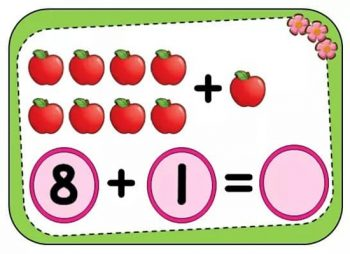 +
8 + 1 =